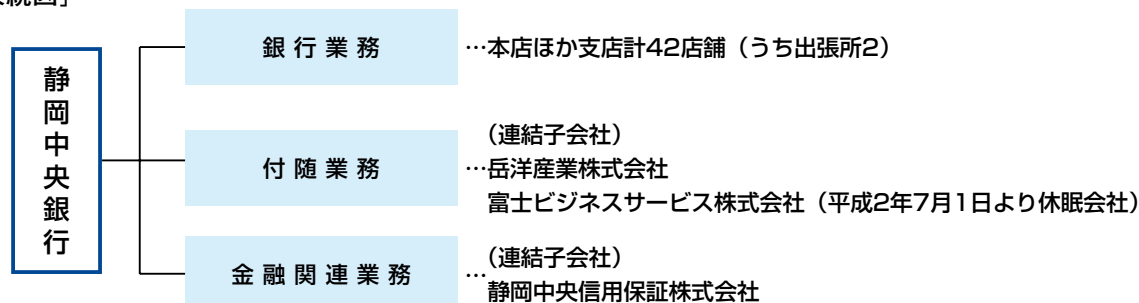 系統図」
静岡中央銀行
銀行業務
…本店ほか支店計42店舗（うち出張所2）
付随業務
（連結子会社）
…岳洋産業株式会社
富士ビジネスサービス株式会社（平成2年7月1日より休眠会社）
金融関連業務
（連結子会社）
…
静岡中央信用保証株式会社